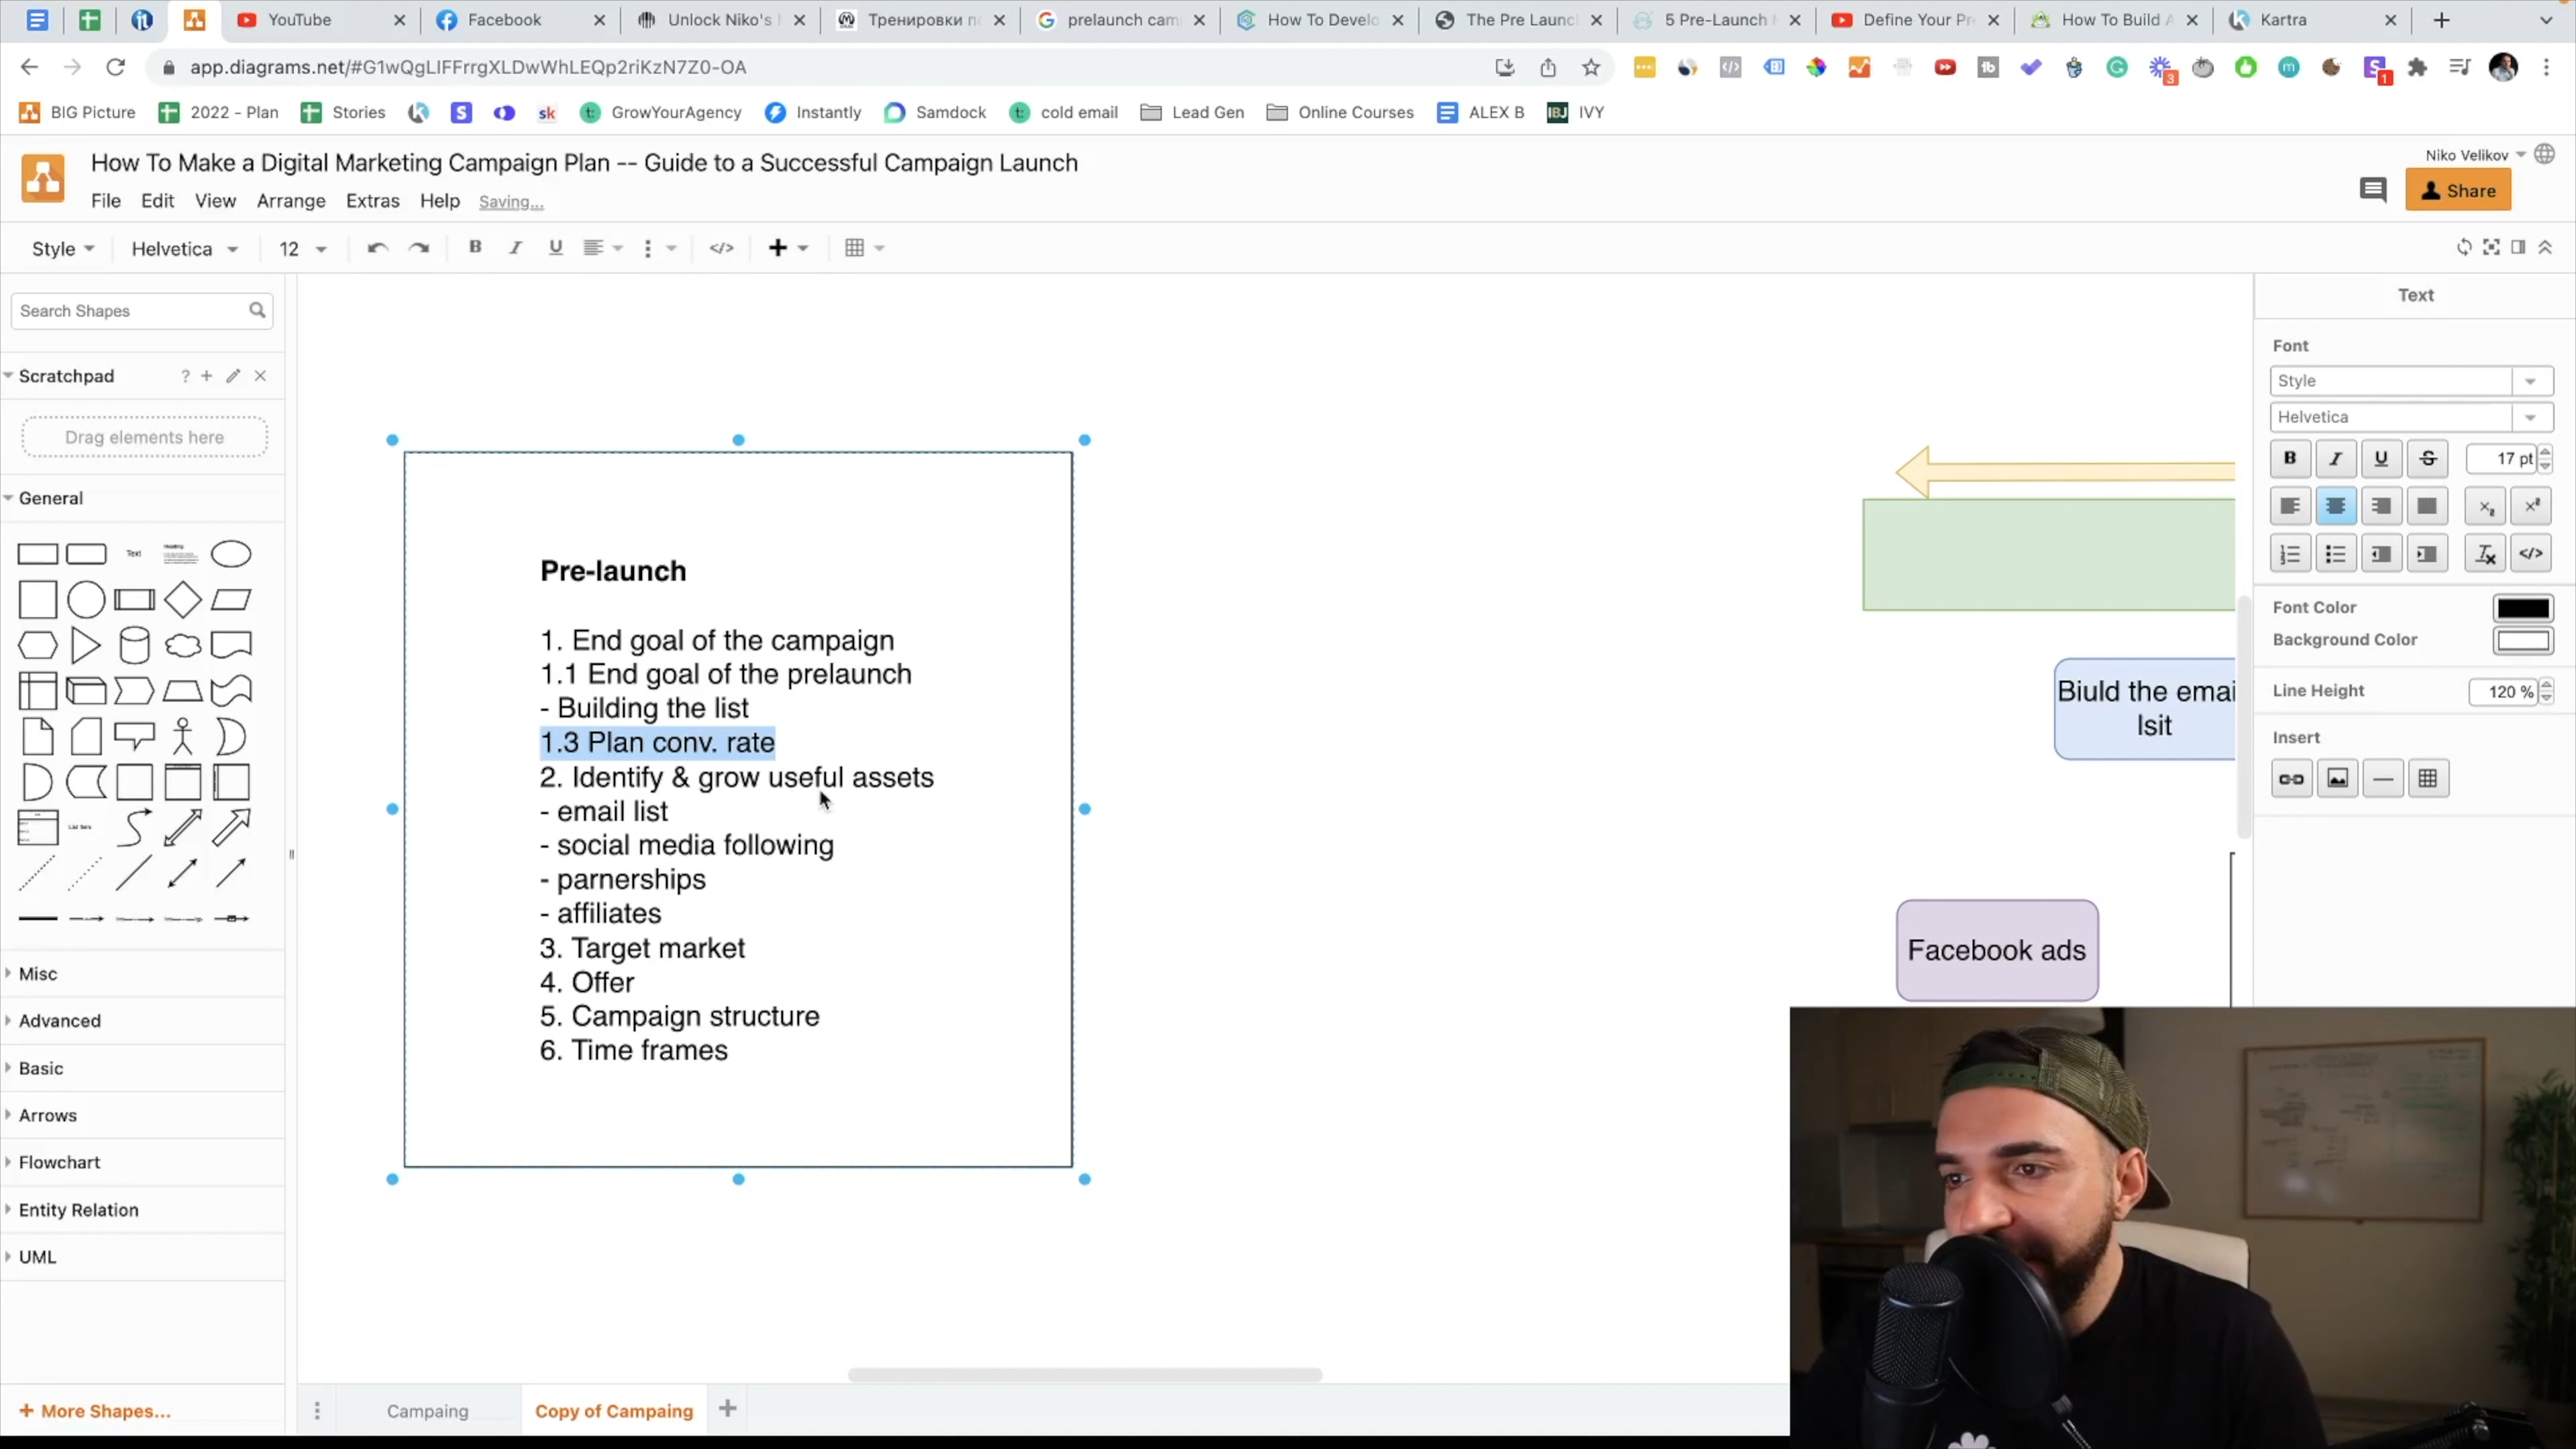 YouTube
Facebook
Unlock Niko's
Тренировки п
prelaunch cam
How To Develo
The Pre Launc
5 Pre-Launch
Define Your Pr
How To Build A
Kartra
app.diagrams.net/#G1wQgLIFFrrgXLDwWhLEQp2riKzN7Z0-OA
3
1
BIG Picture
2022 - Plan
Stories
sk
GrowYourAgency
Instantly
Samdock
cold email
Lead Gen
Online Courses
ALEX B
IBJ
IVY
How To Make a Digital Marketing Campaign Plan -- Guide to a Successful Campaign Launch
Niko Velikov
Share
File Edit View Arrange Extras Help Saving...
Style Helvetica 12
Search Shapes
Scratchpad
Drag elements here
General
Text
Heading
List Item
Misc
Advanced
Basic
Arrows
Flowchart
Entity Relation
UML
+ More Shapes...
Pre-launch
1. End goal of the campaign
1.1 End goal of the prelaunch
- Building the list
1.3 Plan conv. rate
2. Identify & grow useful assets
- email list
- social media following
- parnerships
- affiliates
3. Target market
4. Offer
5. Campaign structure
6. Time frames
Biuld the emai
lsit
Facebook ads
Campaing
Copy of Campaing
Text
Font
Style
Helvetica
17 pt
Font Color
Background Color
Line Height
120 %
Insert